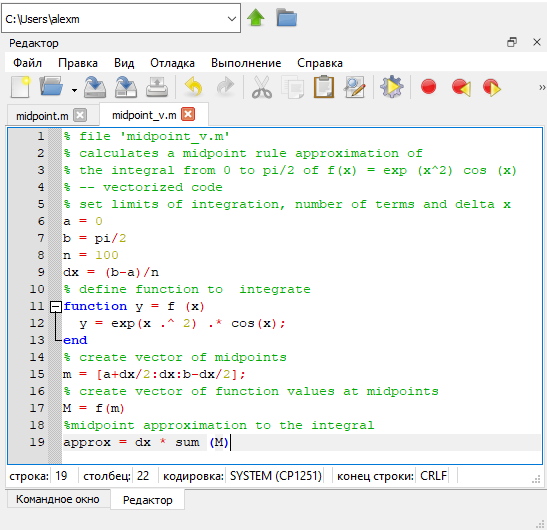 C:\Users\alexm
Редактор
Файл Правка Вид Отладка Выполнение Справка
midpoint.m midpoint_v.m
1 % file 'midpoint_v.m'
2 % calculates a midpoint rule approximation of
3 % the integral from 0 to pi/2 of f(x) = exp (x^2) cos (x)
4 % -- vectorized code
5 % set limits of integration, number of terms and delta x
6 a = 0
7 b = pi/2
8 n = 100
9 dx = (b-a)/n
10 % define function to  integrate
11 function y = f (x)
12   y = exp(x .^ 2) .* cos(x);
13 end
14 % create vector of midpoints
15 m = [a+dx/2:dx:b-dx/2];
16 % create vector of function values at midpoints
17 M = f(m)
18 %midpoint approximation to the integral
19 approx = dx * sum (M)
строка: 19 столбец: 22 кодировка: SYSTEM (CP1251) конец строки: CRLF
Командное окно Редактор